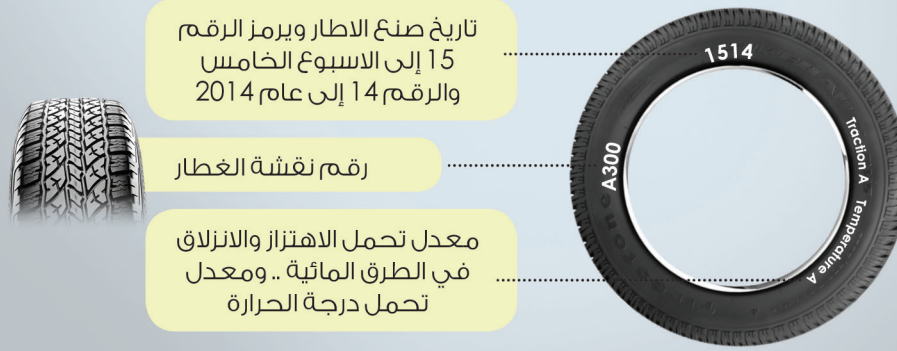 تاريخ صنع الاطار ويرمز الرقم
15 إلى الاسبوع الخامس
والرقم 14 إلى عام 2014
1514
رقم نقشة الغطار
A300
معدل تحمل الاهتزاز والانزلاق
في الطرق المائية .. ومعدل
تحمل درجة الحرارة
Traction A Temperature A